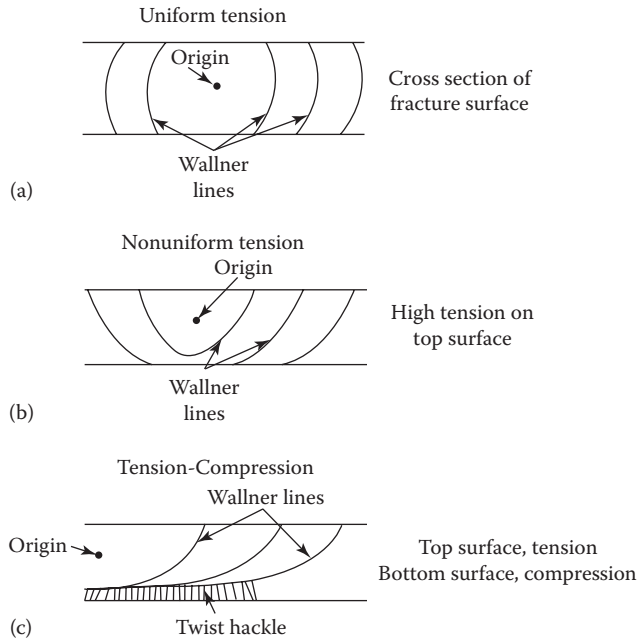 Uniform tension
Origin
Cross section of
fracture surface
Wallner
lines
(a)
Nonuniform tension
Origin
High tension on
top surface
Wallner
lines
(b)
Tension-Compression
Wallner lines
Origin
Top surface, tension
Bottom surface, compression
Twist hackle
(c)